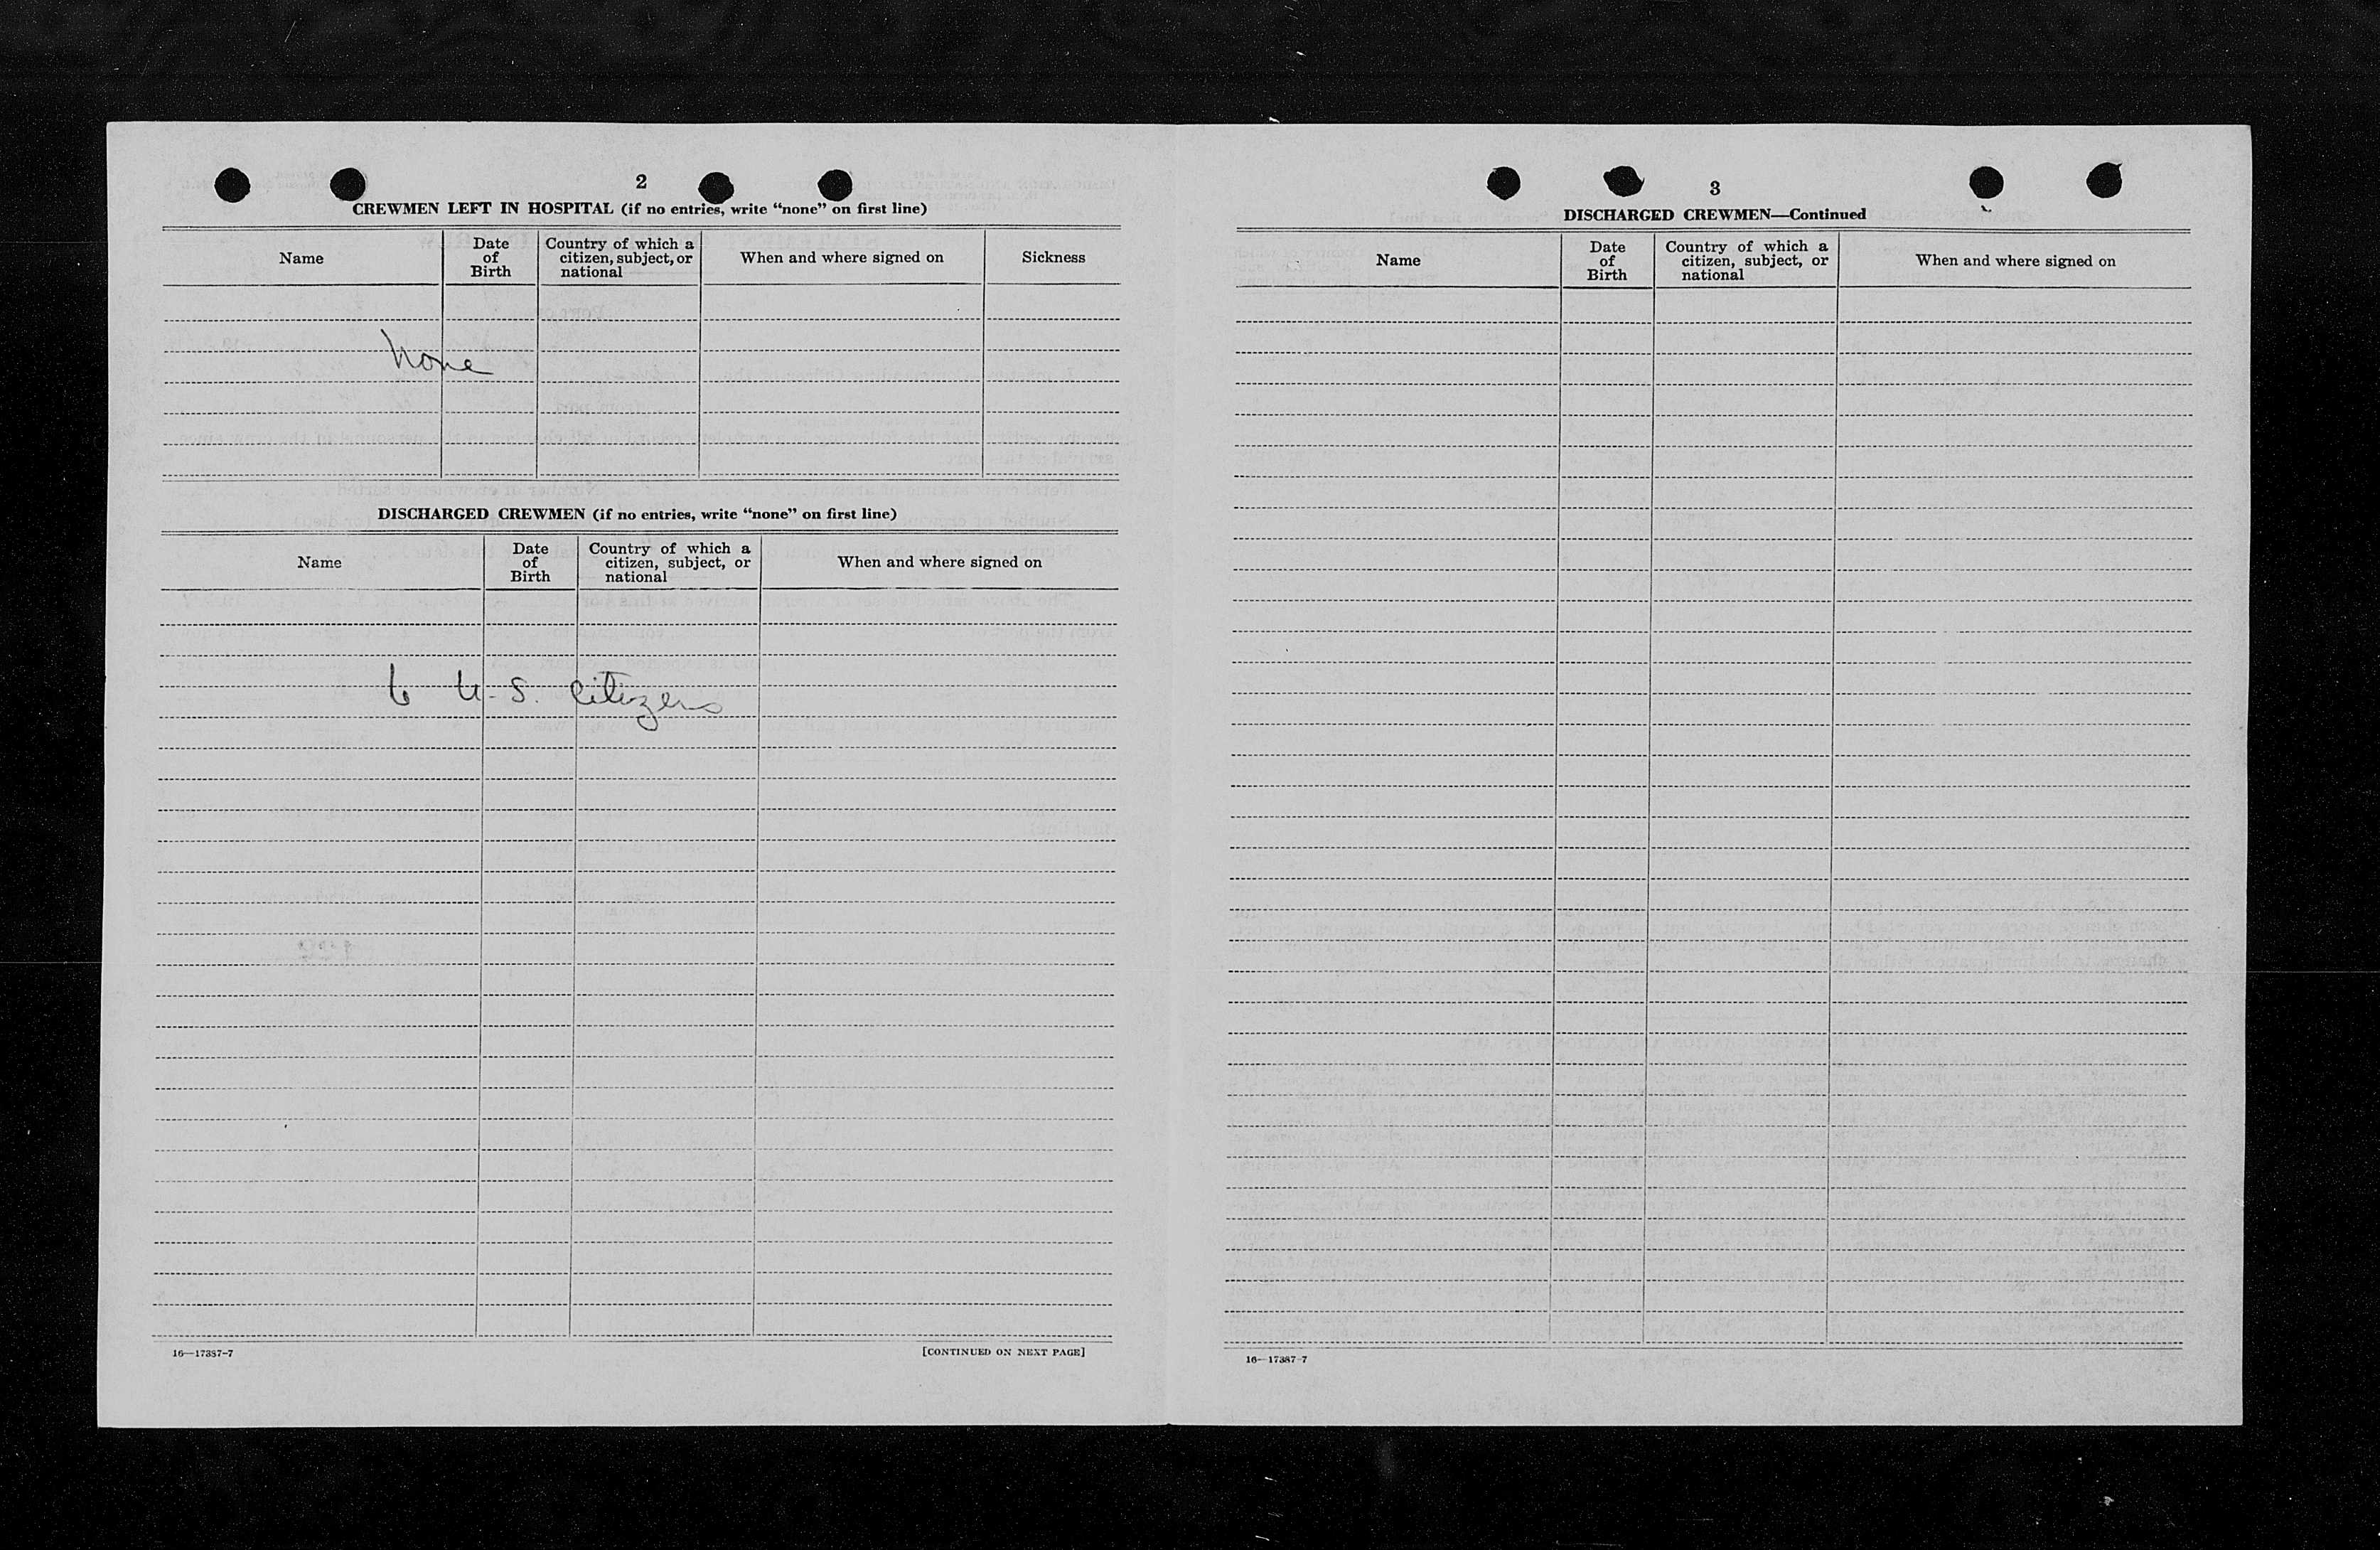 2
CREWMEN LEFT IN HOSPITAL (if no entries, write “none” on first line)
Name
Date
of
Birth
Country of which a
citizen, subject, or
national
When and where signed on
Sickness
None
DISCHARGED CREWMEN (if no entries, write “none” on first line)
Name
Date
of
Birth
Country of which a
citizen, subject, or
national
When and where signed on
6 U.S. Citizens
16—17387-7
[CONTINUED ON NEXT PAGE]
3
DISCHARGED CREWMEN—Continued
Name
Date
of
Birth
Country of which a
citizen, subject, or
national
When and where signed on
16—17387-7